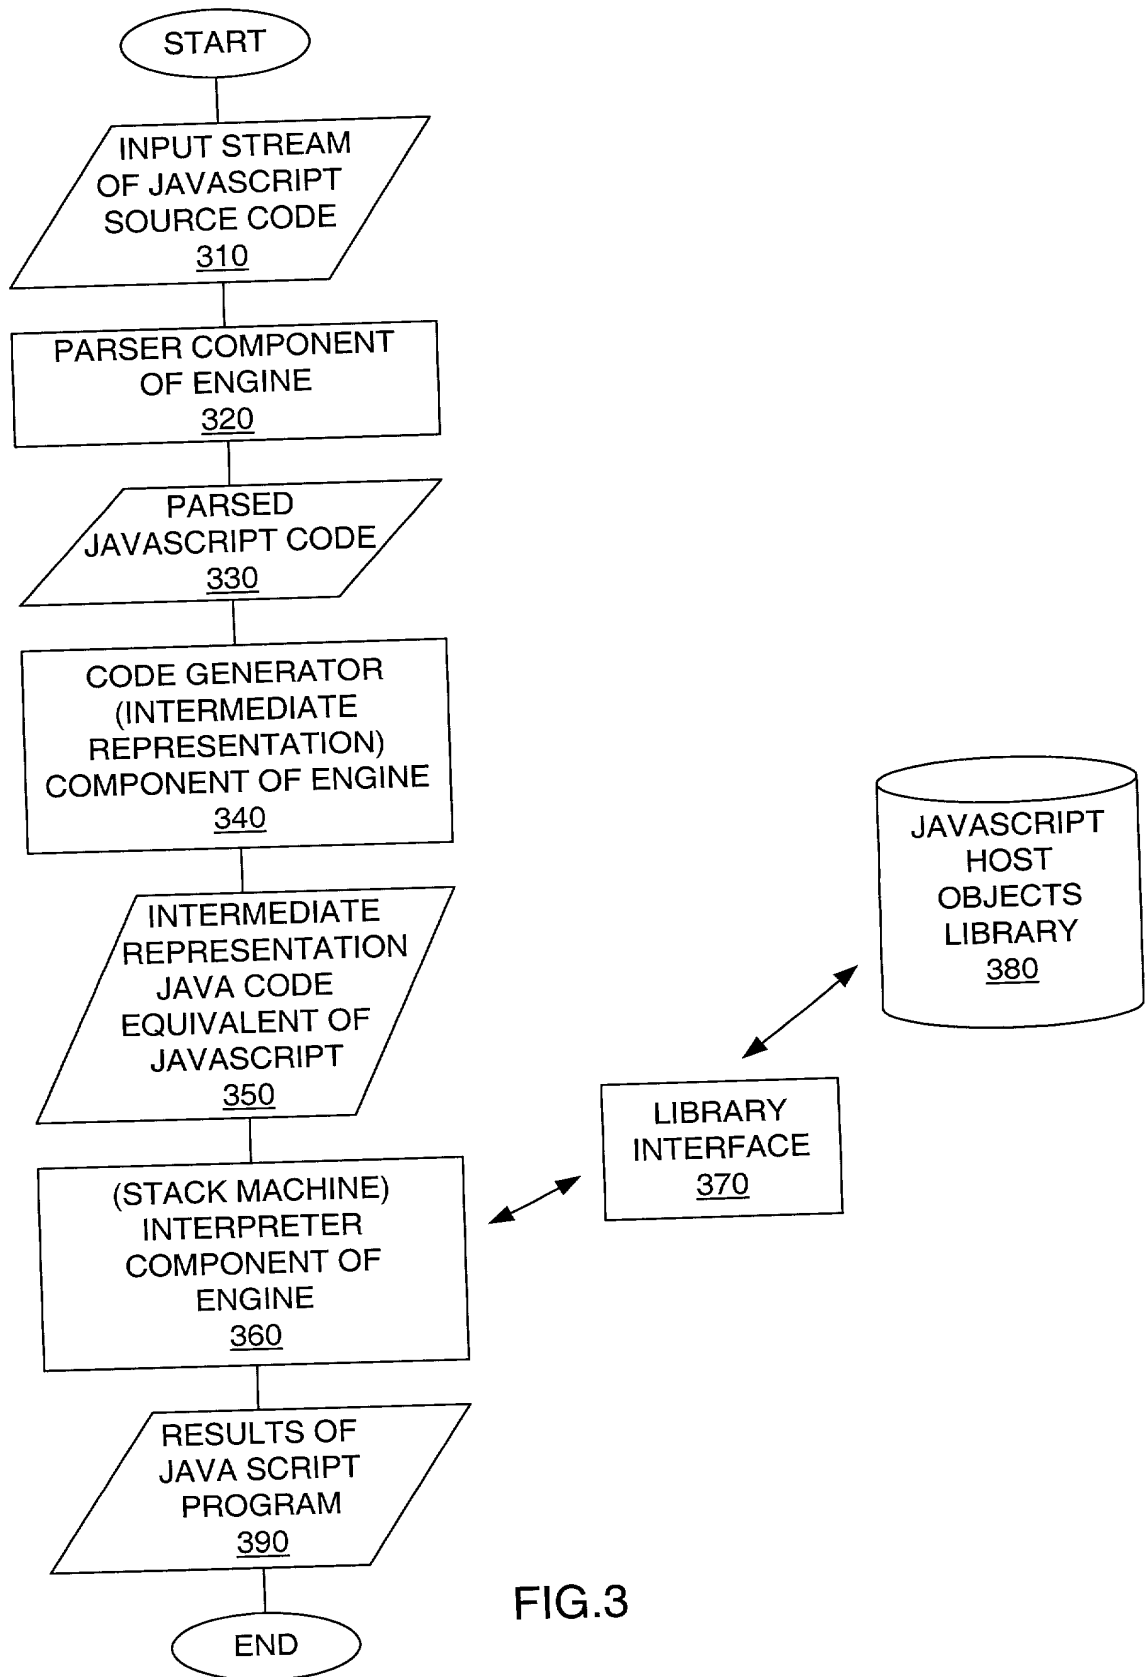 START
INPUT STREAM
OF JAVASCRIPT
SOURCE CODE
310
PARSER COMPONENT
OF ENGINE
320
PARSED
JAVASCRIPT CODE
330
CODE GENERATOR
(INTERMEDIATE
REPRESENTATION)
COMPONENT OF ENGINE
340
INTERMEDIATE
REPRESENTATION
JAVA CODE
EQUIVALENT OF
JAVASCRIPT
350
(STACK MACHINE)
INTERPRETER
COMPONENT OF
ENGINE
360
LIBRARY
INTERFACE
370
JAVASCRIPT
HOST
OBJECTS
LIBRARY
380
RESULTS OF
JAVA SCRIPT
PROGRAM
390
END
FIG.3